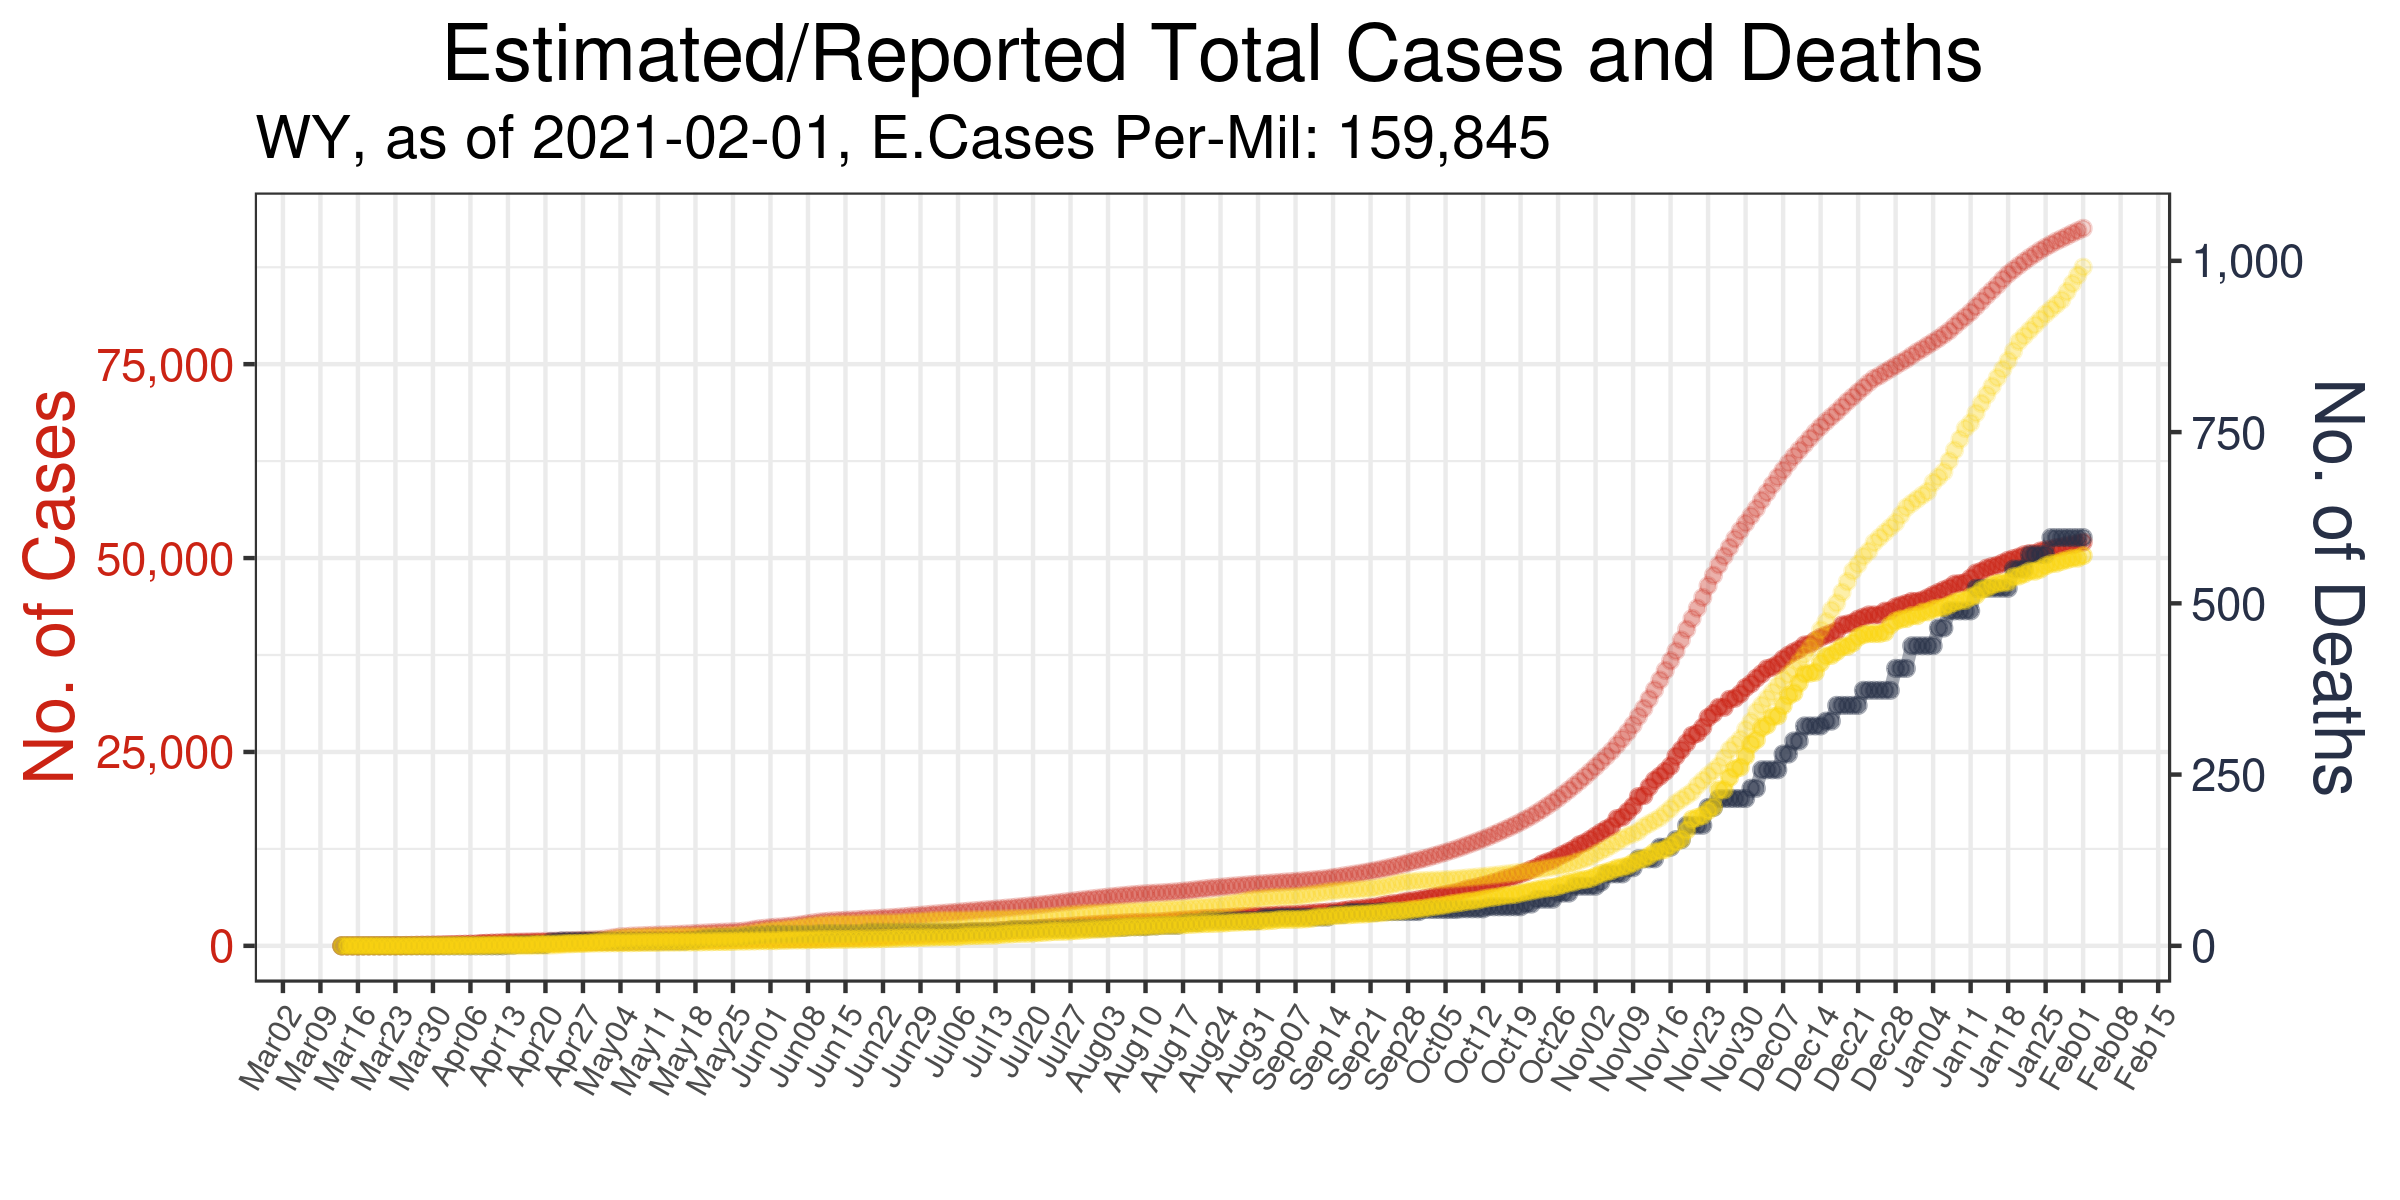 Estimated/Reported Total Cases and Deaths
WY, as of 2021-02-01, E.Cases Per-Mil: 159,845
No. of Cases
75,000
50,000
25,000
0
1,000
750
500
250
0
No. of Deaths
Mar02
Mar09
Mar16
Mar23
Mar30
Apr06
Apr13
Apr20
Apr27
May04
May11
May18
May25
Jun01
Jun08
Jun15
Jun22
Jun29
Jul06
Jul13
Jul20
Jul27
Aug03
Aug10
Aug17
Aug24
Aug31
Sep07
Sep14
Sep21
Sep28
Oct05
Oct12
Oct19
Oct26
Nov02
Nov09
Nov16
Nov23
Nov30
Dec07
Dec14
Dec21
Dec28
Jan04
Jan11
Jan18
Jan25
Feb01
Feb08
Feb15